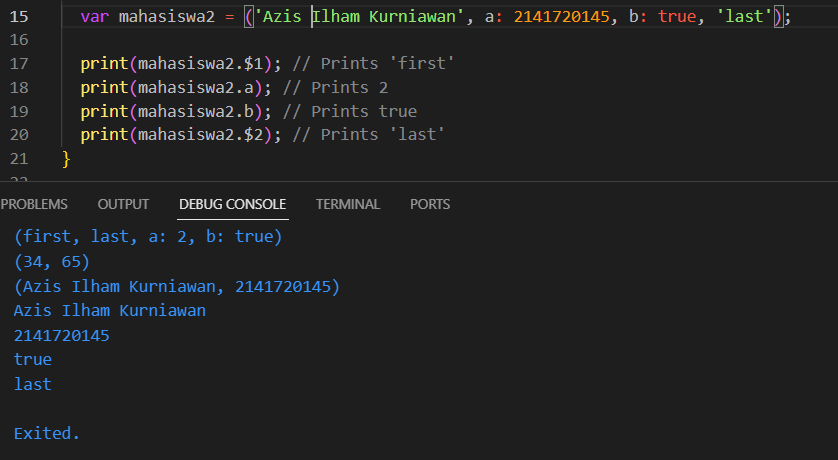 15 var mahasiswa2 = ('Azis Ilham Kurniawan', a: 2141720145, b: true, 'last');
16
17 print(mahasiswa2.$1); // Prints 'first'
18 print(mahasiswa2.a); // Prints 2
19 print(mahasiswa2.b); // Prints true
20 print(mahasiswa2.$2); // Prints 'last'
21 }
PROBLEMS OUTPUT DEBUG CONSOLE TERMINAL PORTS
(first, last, a: 2, b: true)
(34, 65)
(Azis Ilham Kurniawan, 2141720145)
Azis Ilham Kurniawan
2141720145
true
last
Exited.